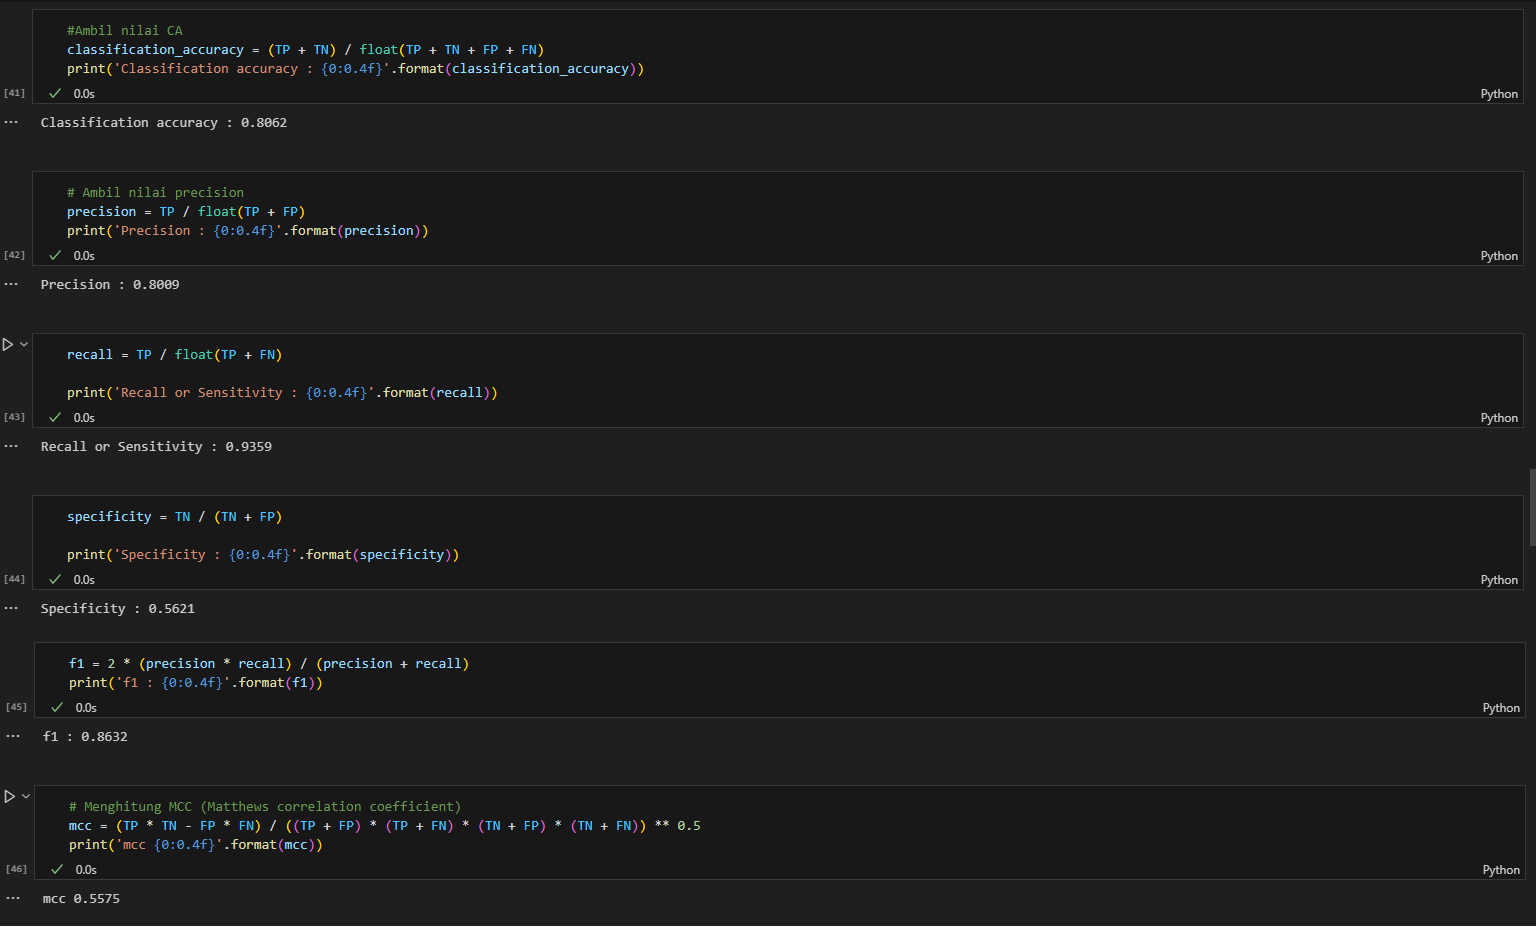 #Ambil nilai CA
classification_accuracy = (TP + TN) / float(TP + TN + FP + FN)
print('Classification accuracy : {0:0.4f}'.format(classification_accuracy))
[41] 0.0s Python
... Classification accuracy : 0.8062
# Ambil nilai precision
precision = TP / float(TP + FP)
print('Precision : {0:0.4f}'.format(precision))
[42] 0.0s Python
... Precision : 0.8009
recall = TP / float(TP + FN)
print('Recall or Sensitivity : {0:0.4f}'.format(recall))
[43] 0.0s Python
... Recall or Sensitivity : 0.9359
specificity = TN / (TN + FP)
print('Specificity : {0:0.4f}'.format(specificity))
[44] 0.0s Python
... Specificity : 0.5621
f1 = 2 * (precision * recall) / (precision + recall)
print('f1 : {0:0.4f}'.format(f1))
[45] 0.0s Python
... f1 : 0.8632
# Menghitung MCC (Matthews correlation coefficient)
mcc = (TP * TN - FP * FN) / ((TP + FP) * (TP + FN) * (TN + FP) * (TN + FN)) ** 0.5
print('mcc {0:0.4f}'.format(mcc))
[46] 0.0s Python
... mcc 0.5575